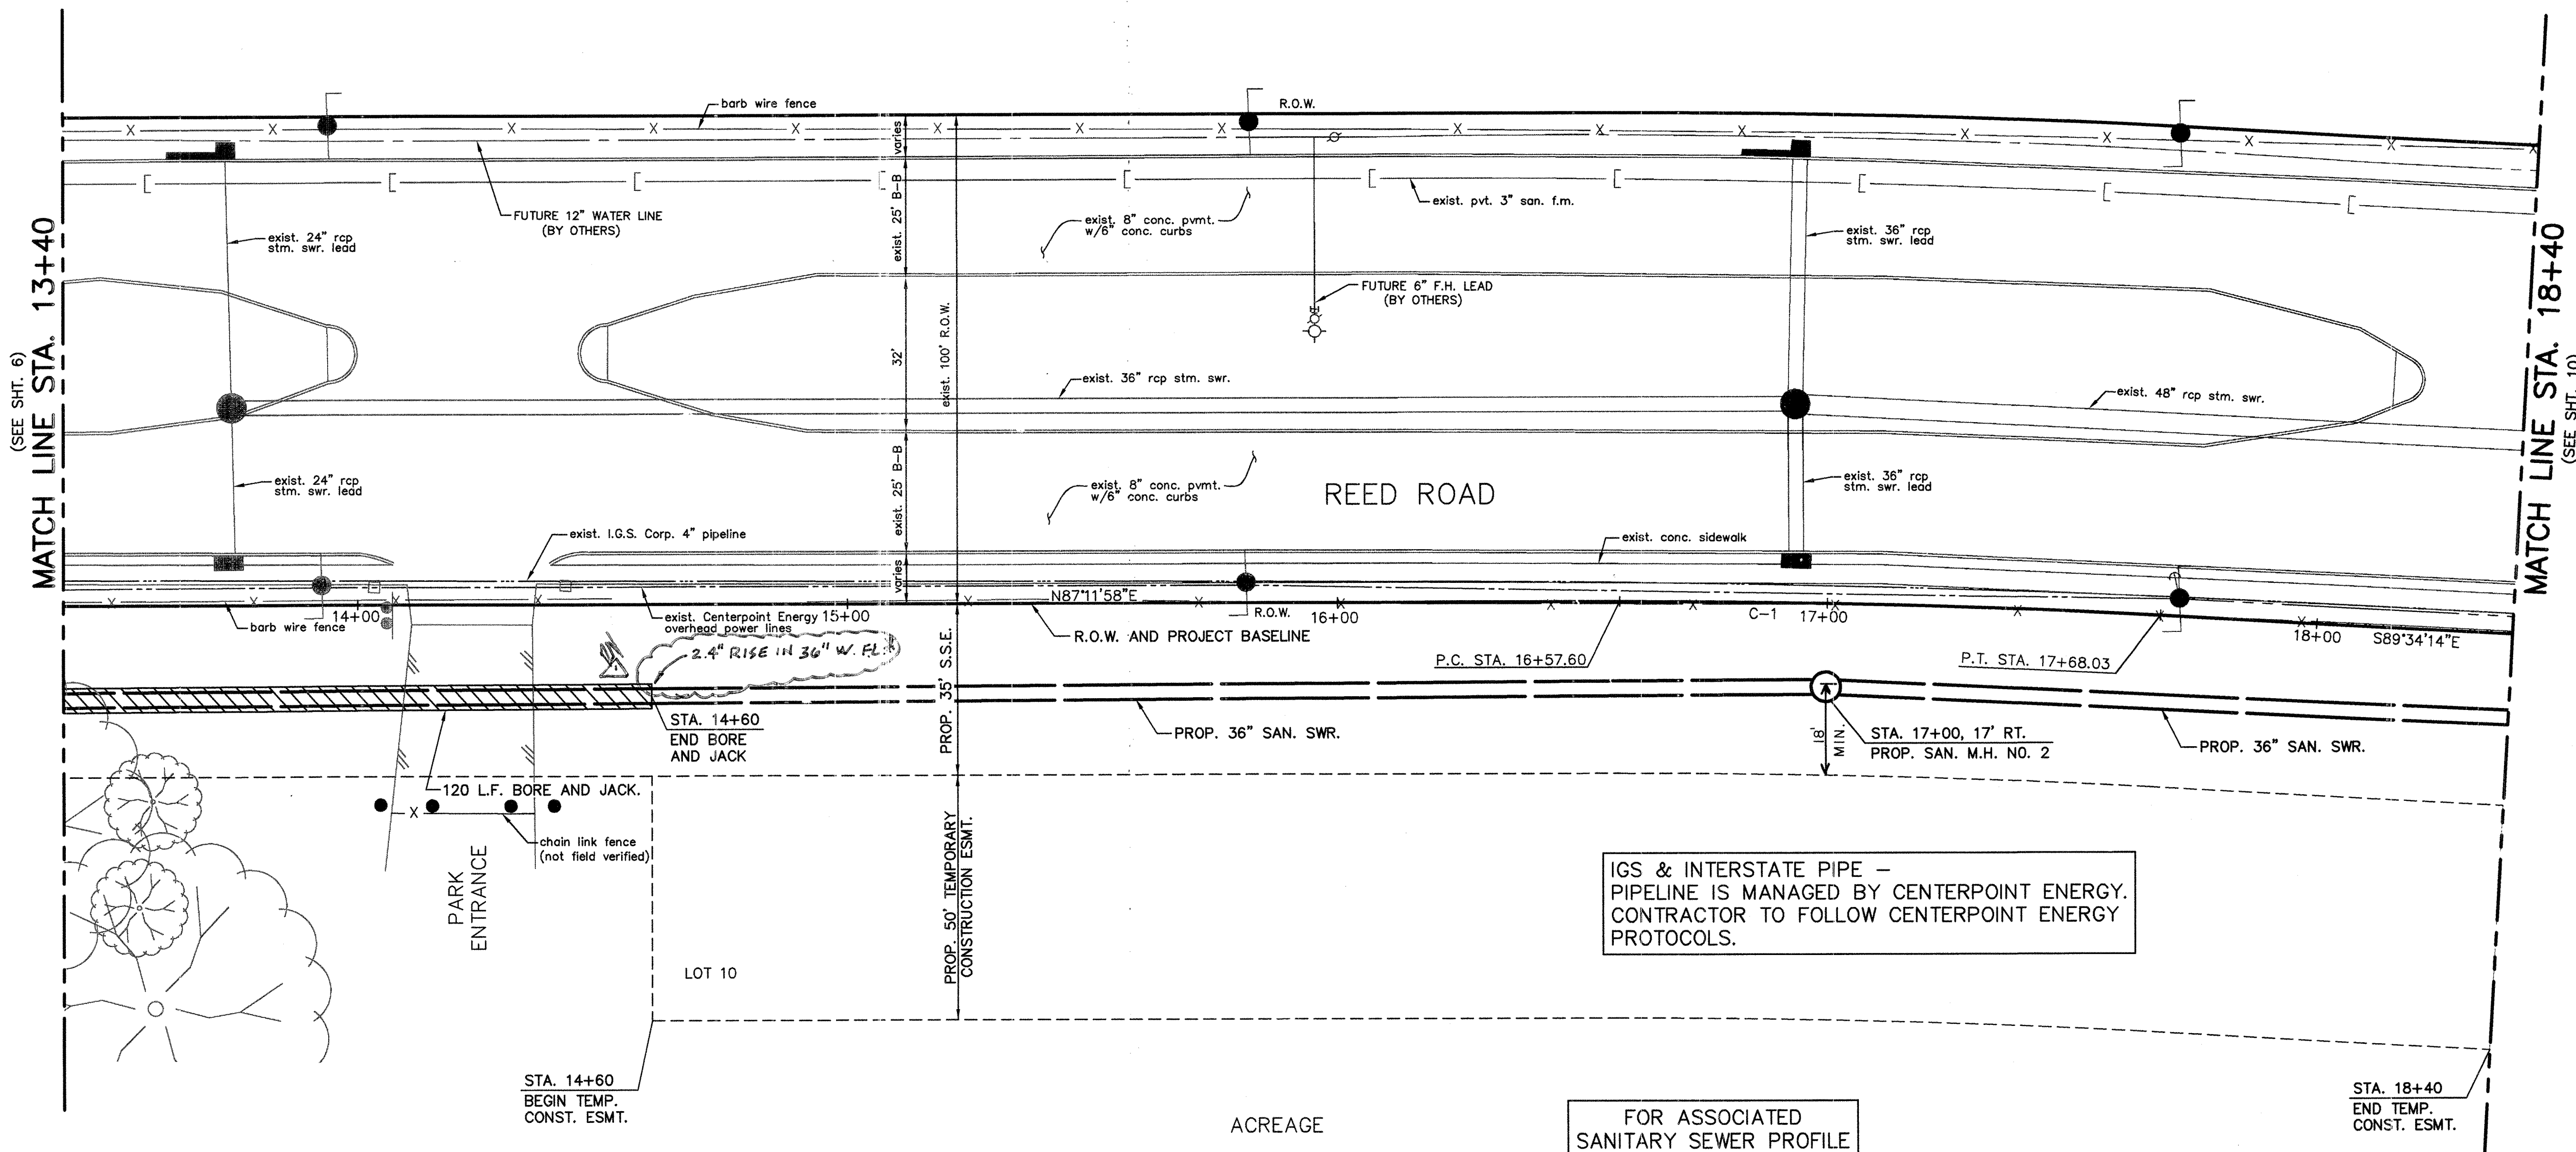 barb wire fence
R.O.W.
varies
exist. 25' B-B
FUTURE 12" WATER LINE
(BY OTHERS)
exist. 8" conc. pvmt.
w/6" conc. curbs
exist. pvt. 3" san. f.m.
exist. 24" rcp
stm. swr. lead
exist. 36" rcp
stm. swr. lead
(SEE SHT. 6)
MATCH LINE STA. 13+40
MATCH LINE STA. 18+40
(SEE SHT. 10)
FUTURE 6" F.H. LEAD
(BY OTHERS)
32'
exist. 100' R.O.W.
exist. 36" rcp stm. swr.
exist. 48" rcp stm. swr.
exist. 24" rcp
stm. swr. lead
exist. 25' B-B
exist. 8" conc. pvmt.
w/6" conc. curbs
REED ROAD
exist. 36" rcp
stm. swr. lead
exist. I.G.S. Corp. 4" pipeline
exist. conc. sidewalk
varies
N87°11'58"E
barb wire fence
14+00
exist. Centerpoint Energy
overhead power lines
15+00
R.O.W.
16+00
C-1
17+00
18+00
S89°34'14"E
R.O.W. AND PROJECT BASELINE
2.4" RISE IN 36" W. FL.
P.C. STA. 16+57.60
P.T. STA. 17+68.03
PROP. 35' S.S.E.
STA. 14+60
END BORE
AND JACK
PROP. 36" SAN. SWR.
18'
MIN.
STA. 17+00, 17' RT.
PROP. SAN. M.H. NO. 2
PROP. 36" SAN. SWR.
120 L.F. BORE AND JACK.
chain link fence
(not field verified)
PARK
ENTRANCE
PROP. 50' TEMPORARY
CONSTRUCTION ESMT.
IGS & INTERSTATE PIPE –
PIPELINE IS MANAGED BY CENTERPOINT ENERGY.
CONTRACTOR TO FOLLOW CENTERPOINT ENERGY
PROTOCOLS.
LOT 10
STA. 14+60
BEGIN TEMP.
CONST. ESMT.
STA. 18+40
END TEMP.
CONST. ESMT.
ACREAGE
FOR ASSOCIATED
SANITARY SEWER PROFILE